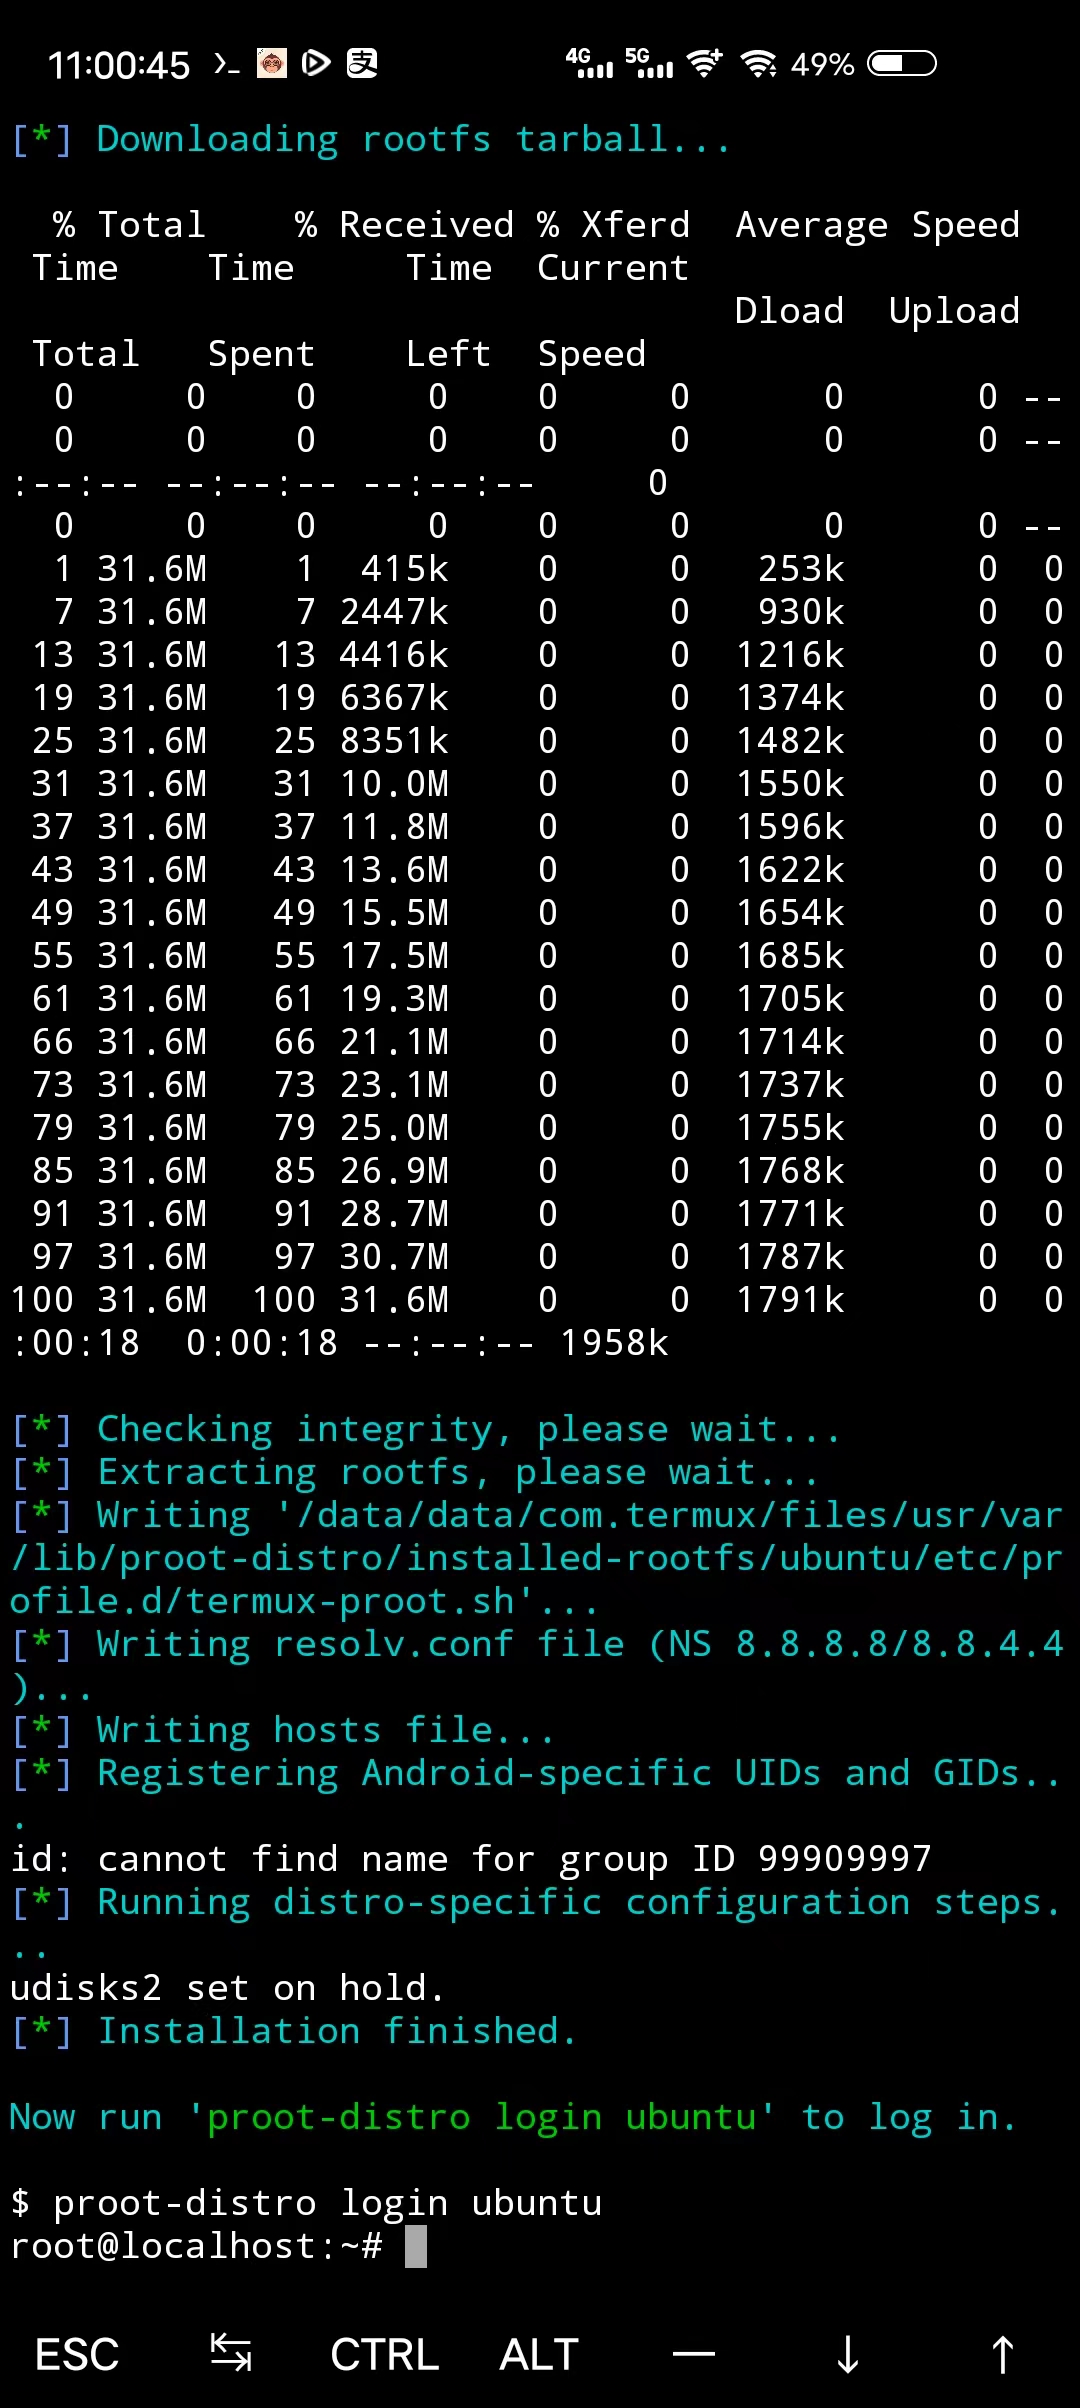 11:00:45 4G 5G 49%
[*] Downloading rootfs tarball...
% Total % Received % Xferd Average Speed
Time Time Time Current
Dload Upload
Total Spent Left Speed
0 0 0 0 0 0 0 0 --
0 0 0 0 0 0 0 0 --
:--:-- --:--:-- --:--:-- 0
0 0 0 0 0 0 0 0 --
1 31.6M 1 415k 0 0 253k 0 0
7 31.6M 7 2447k 0 0 930k 0 0
13 31.6M 13 4416k 0 0 1216k 0 0
19 31.6M 19 6367k 0 0 1374k 0 0
25 31.6M 25 8351k 0 0 1482k 0 0
31 31.6M 31 10.0M 0 0 1550k 0 0
37 31.6M 37 11.8M 0 0 1596k 0 0
43 31.6M 43 13.6M 0 0 1622k 0 0
49 31.6M 49 15.5M 0 0 1654k 0 0
55 31.6M 55 17.5M 0 0 1685k 0 0
61 31.6M 61 19.3M 0 0 1705k 0 0
66 31.6M 66 21.1M 0 0 1714k 0 0
73 31.6M 73 23.1M 0 0 1737k 0 0
79 31.6M 79 25.0M 0 0 1755k 0 0
85 31.6M 85 26.9M 0 0 1768k 0 0
91 31.6M 91 28.7M 0 0 1771k 0 0
97 31.6M 97 30.7M 0 0 1787k 0 0
100 31.6M 100 31.6M 0 0 1791k 0 0
:00:18 0:00:18 --:--:-- 1958k
[*] Checking integrity, please wait...
[*] Extracting rootfs, please wait...
[*] Writing '/data/data/com.termux/files/usr/var
/lib/proot-distro/installed-rootfs/ubuntu/etc/pr
ofile.d/termux-proot.sh'...
[*] Writing resolv.conf file (NS 8.8.8.8/8.8.4.4
)...
[*] Writing hosts file...
[*] Registering Android-specific UIDs and GIDs..
.
id: cannot find name for group ID 99909997
[*] Running distro-specific configuration steps.
..
udisks2 set on hold.
[*] Installation finished.
Now run 'proot-distro login ubuntu' to log in.
$ proot-distro login ubuntu
root@localhost:~#
ESC ↹ CTRL ALT — ↓ ↑